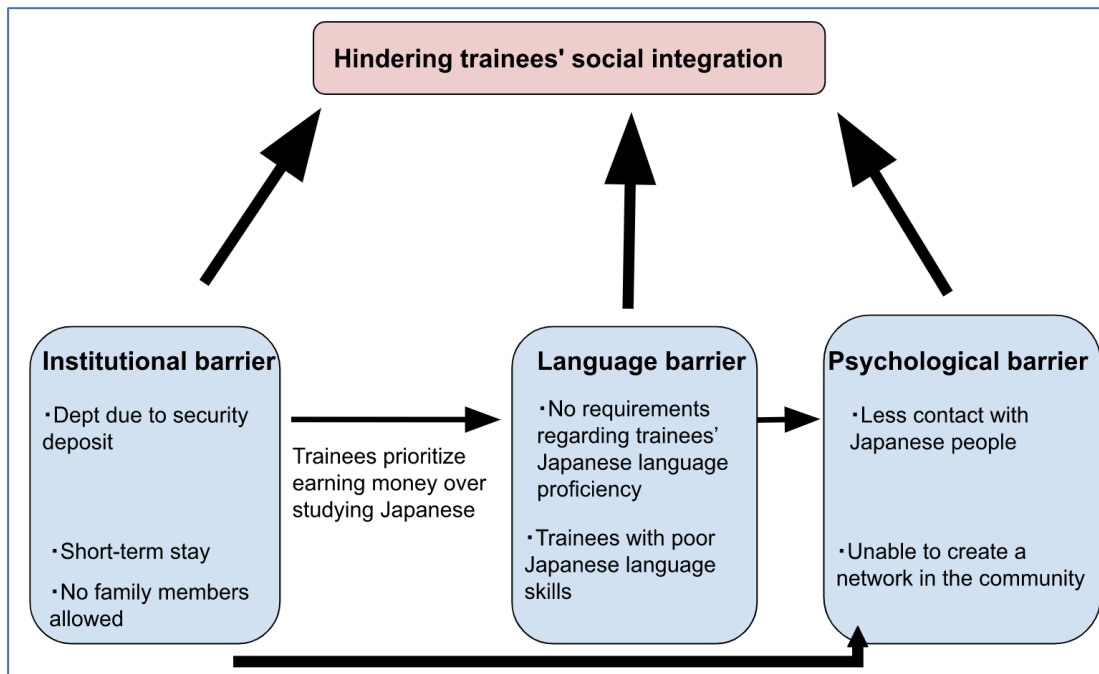 Hindering trainees' social integration
Institutional barrier
・Dept due to security
deposit
・Short-term stay
・No family members
allowed
Trainees prioritize
earning money over
studying Japanese
Language barrier
・No requirements
regarding trainees’
Japanese language
proficiency
・Trainees with poor
Japanese language
skills
Psychological barrier
・Less contact with
Japanese people
・Unable to create a
network in the community